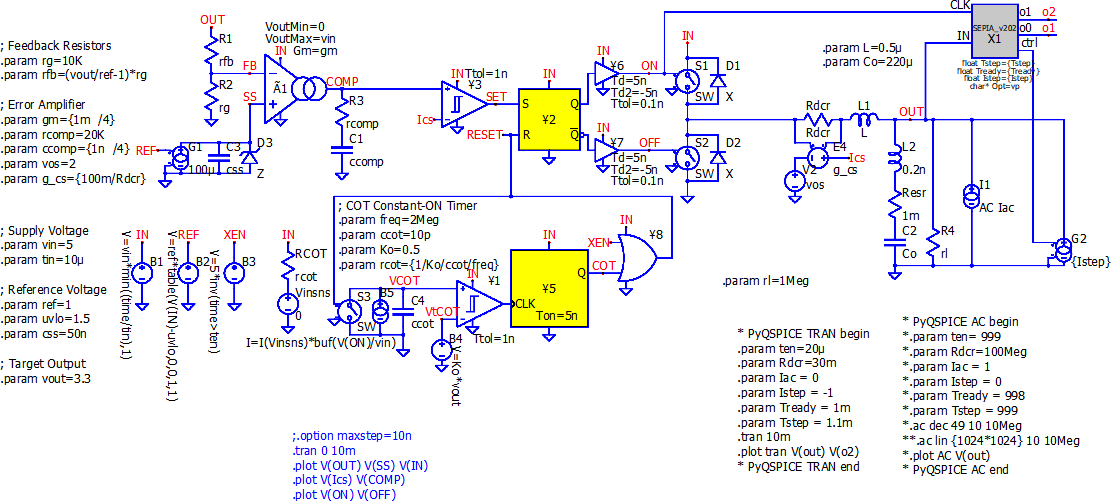 ; Feedback Resistors
.param rg=10K
.param rfb=(vout/ref-1)*rg
; Error Amplifier
.param gm={1m /4}
.param rcomp=20K
.param ccomp={1n /4}
.param vos=2
.param g_cs={100m/Rdcr}
; Supply Voltage
.param vin=5
.param tin=10µ
; Reference Voltage
.param ref=1
.param uvlo=1.5
.param css=50n
; Target Output
.param vout=3.3
OUT
R1
rfb
FB
R2
rg
SS
REF
G1
100µ
C3
css
D3
Z
VoutMin=0
VoutMax=vin
IN
Gm=gm
Ã1
COMP
R3
rcomp
C1
ccomp
Ics
IN
Ttol=1n
¥3
SET
RESET
IN
S
Q
¥2
R
Q
¥6
ON
Td=5n
Td2=-5n
Ttol=0.1n
¥7
OFF
Td=5n
Td2=-5n
Ttol=0.1n
IN
S1
SW
D1
X
S2
SW
D2
X
.param L=0.5µ
.param Co=220µ
CLK
IN
SEPIA_v202
X1
o1
o2
o0
o1
ctrl
float Tstep={Tstep}
float Tready={Tready}
float Istep={Istep}
char* Opt=vp
Rdcr
Rdcr
L1
L
OUT
E4
Ics
g_cs
V2
vos
L2
0.2n
Resr
1m
C2
Co
R4
rl
I1
AC Iac
G2
{Istep}
.param rl=1Meg
IN
V=vin*min(time/tin,1)
B1
REF
V=ref*table(V(IN)-uvlo,0,0,1,1)
B2
XEN
V=5*inv(time>ten)
B3
IN
RCOT
rcot
Vinsns
0
; COT Constant-ON Timer
.param freq=2Meg
.param ccot=10p
.param Ko=0.5
.param rcot={1/Ko/ccot/freq}
VCOT
S3
SW
B5
C4
ccot
I=I(Vinsns)*buf(V(ON)/vin)
IN
¥1
VtCOT
Ttol=1n
B4
V=Ko*vout
IN
¥5
CLK
Q
Ton=5n
COT
XEN
IN
¥8
;.option maxstep=10n
.tran 0 10m
.plot V(OUT) V(SS) V(IN)
.plot V(Ics) V(COMP)
.plot V(ON) V(OFF)
* PyQSPICE TRAN begin
.param ten=20µ
.param Rdcr=30m
.param Iac = 0
.param Istep = -1
.param Tready = 1m
.param Tstep = 1.1m
.tran 10m
.plot tran V(out) V(o2)
* PyQSPICE TRAN end
* PyQSPICE AC begin
*.param ten= 999
*.param Rdcr=100Meg
*.param Iac = 1
*.param Istep = 0
*.param Tready = 998
*.param Tstep = 999
*.ac dec 49 10 10Meg
**.ac lin {1024*1024} 10 10Meg
*.plot AC V(out)
* PyQSPICE AC end